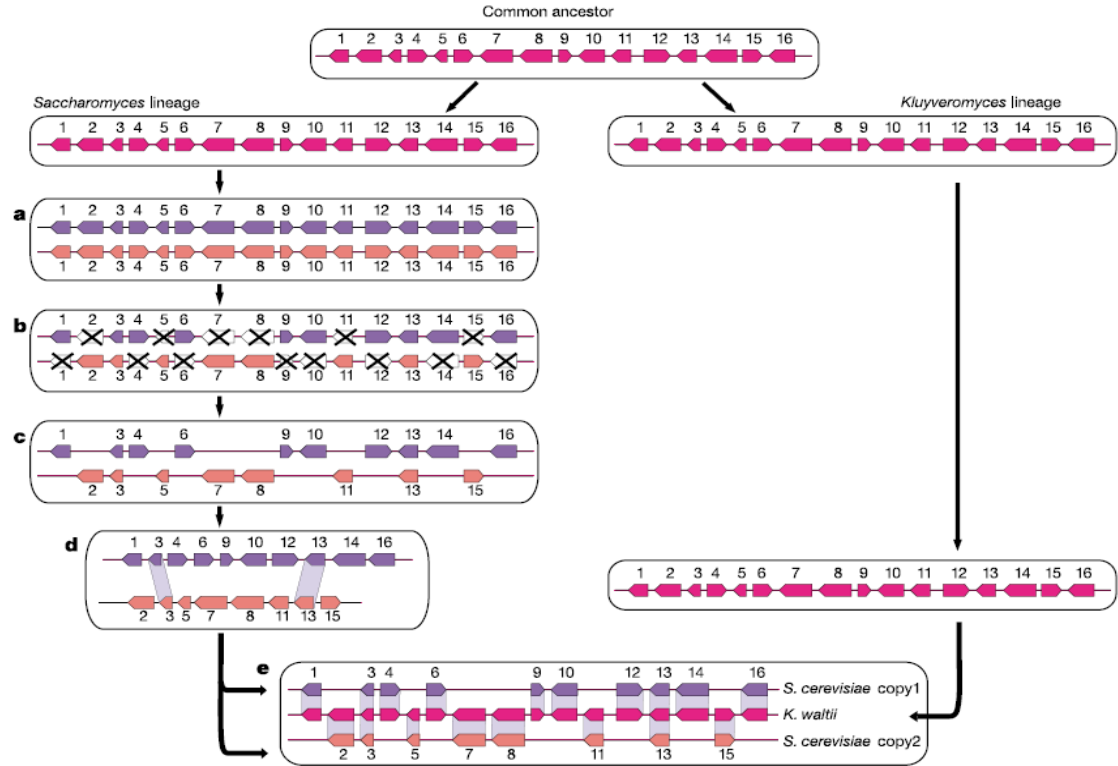 Common ancestor
1 2 3 4 5 6 7 8 9 10 11 12 13 14 15 16
Saccharomyces lineage
Kluyveromyces lineage
1 2 3 4 5 6 7 8 9 10 11 12 13 14 15 16
1 2 3 4 5 6 7 8 9 10 11 12 13 14 15 16
a
1 2 3 4 5 6 7 8 9 10 11 12 13 14 15 16
1 2 3 4 5 6 7 8 9 10 11 12 13 14 15 16
b
1 2 3 4 5 6 7 8 9 10 11 12 13 14 15 16
1 2 3 4 5 6 7 8 9 10 11 12 13 14 15 16
c
1 3 4 6 9 10 12 13 14 16
2 3 5 7 8 11 13 15
d
1 3 4 6 9 10 12 13 14 16
2 3 5 7 8 11 13 15
1 2 3 4 5 6 7 8 9 10 11 12 13 14 15 16
e
1 3 4 6 9 10 12 13 14 16
S. cerevisiae copy1
K. waltii
S. cerevisiae copy2
2 3 5 7 8 11 13 15